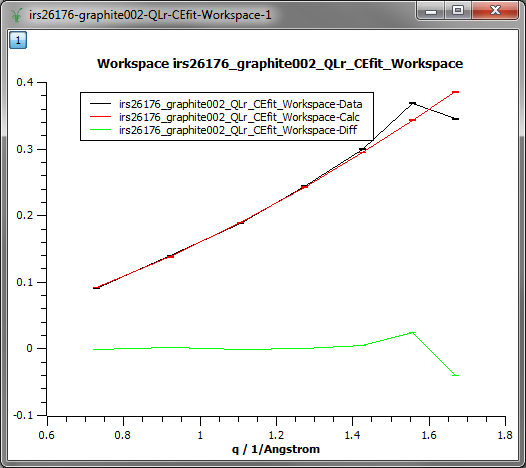 irs26176-graphite002-QLr-CEfit-Workspace-1
1
Workspace irs26176_graphite002_QLr_CEfit_Workspace
irs26176_graphite002_QLr_CEfit_Workspace-Data
irs26176_graphite002_QLr_CEfit_Workspace-Calc
irs26176_graphite002_QLr_CEfit_Workspace-Diff
0.4
0.3
0.2
0.1
0
-0.1
0.6 0.8 1 1.2 1.4 1.6 1.8
q / 1/Angstrom